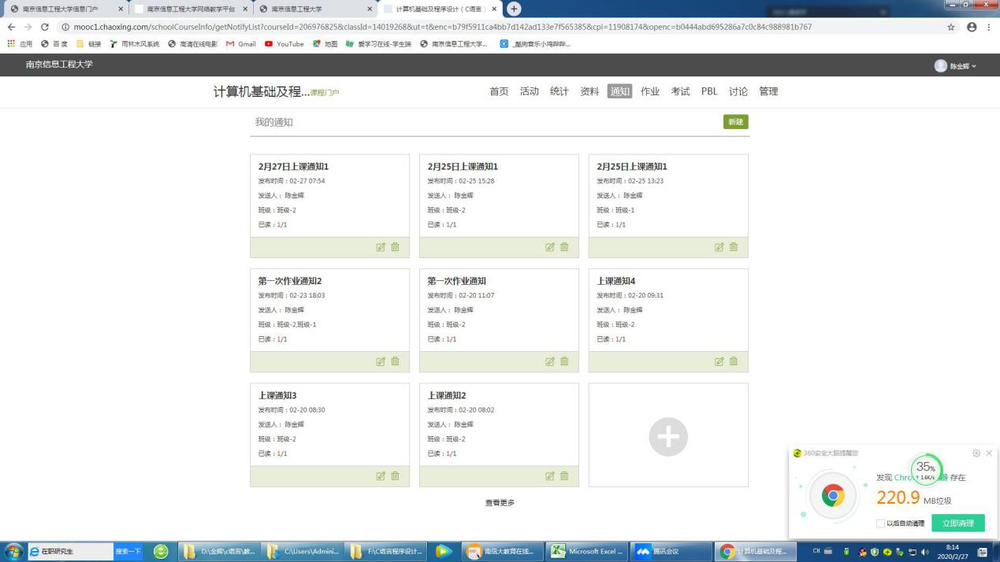 南京信息工程大学信息门户
南京信息工程大学网络教学平台
南京信息工程大学
计算机基础及程序设计（C语言）
mooc1.chaoxing.com/schoolCourseInfo/getNotifyList?courseId=206976825&classId=14019268&ut=t&enc=b79f5911ca4bb7d142ad133e7f565385&cpi=11908174&openc=b0444abd695286a7c0c84c988981b767
应用 百度 链接 雨林木风系统 高清在线电影 Gmail YouTube 地图 爱学习在线-学生端 南京信息工程大学... _酷狗音乐小鸡哔哔...
南京信息工程大学
陈金辉
计算机基础及程...课程门户
首页 活动 统计 资料 通知 作业 考试 PBL 讨论 管理
我的通知
新建
2月27日上课通知1
发布时间：02-27 07:54
发送人： 陈金辉
班级：班级-2
已读：1/1
2月25日上课通知1
发布时间：02-25 15:28
发送人： 陈金辉
班级：班级-2
已读：1/1
2月25日上课通知1
发布时间：02-25 13:23
发送人： 陈金辉
班级：班级-1
已读：1/1
第一次作业通知2
发布时间：02-23 18:03
发送人： 陈金辉
班级：班级-2,班级-1
已读：1/1
第一次作业通知
发布时间：02-20 11:07
发送人： 陈金辉
班级：班级-2
已读：1/1
上课通知4
发布时间：02-20 09:31
发送人： 陈金辉
班级：班级-2
已读：1/1
上课通知3
发布时间：02-20 08:30
发送人： 陈金辉
班级：班级-2
已读：1/1
上课通知2
发布时间：02-20 08:02
发送人： 陈金辉
班级：班级-2
已读：1/1
查看更多
360安全大脑提醒您
35%
1.6K/s
发现 Chro 器 存在
220.9 MB垃圾
以后自动清理
立即清理
在职研究生 搜索一下
D:\金辉\c语言\教...
C:\Users\Admini...
F:\C语言程序设计...
南信大教育在线...
Microsoft Excel ...
腾讯会议
计算机基础及程...
CH
8:14
2020/2/27